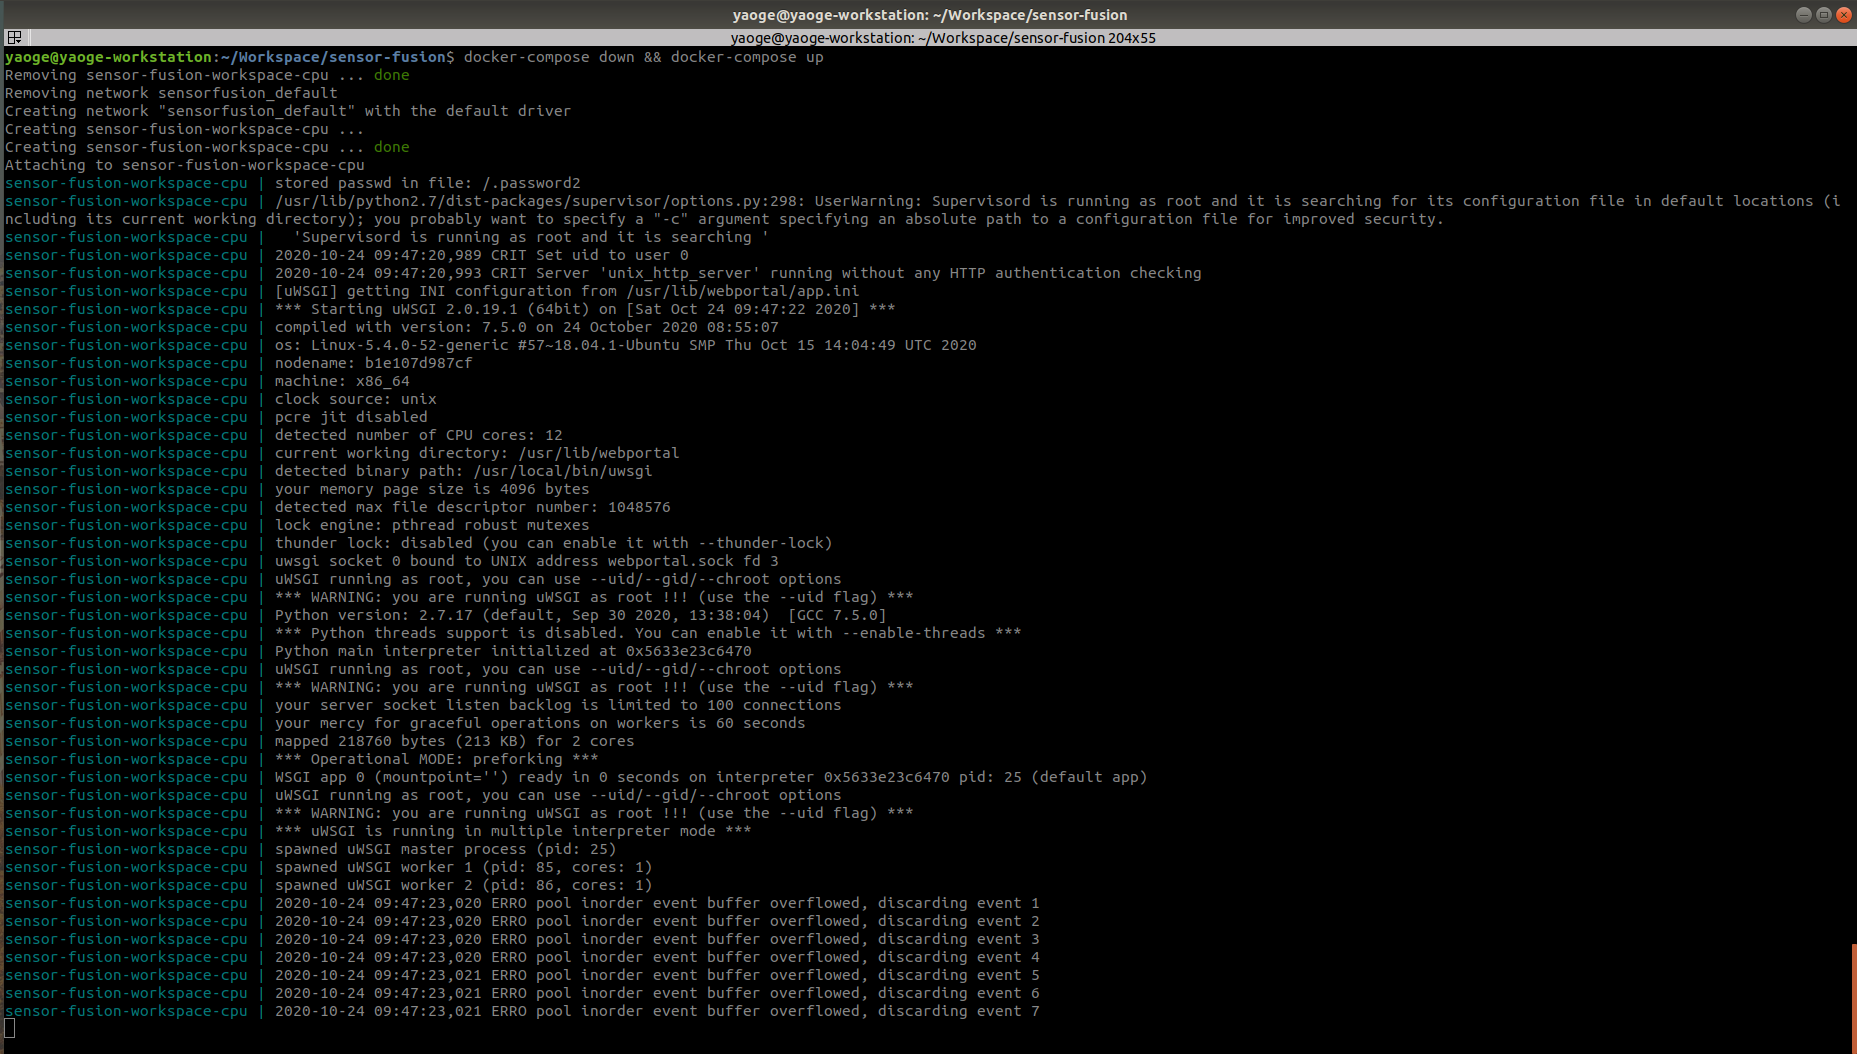 yaoge@yaoge-workstation: ~/Workspace/sensor-fusion
yaoge@yaoge-workstation: ~/Workspace/sensor-fusion 204x55
yaoge@yaoge-workstation:~/Workspace/sensor-fusion$ docker-compose down && docker-compose up
Removing sensor-fusion-workspace-cpu ... done
Removing network sensorfusion_default
Creating network "sensorfusion_default" with the default driver
Creating sensor-fusion-workspace-cpu ...
Creating sensor-fusion-workspace-cpu ... done
Attaching to sensor-fusion-workspace-cpu
sensor-fusion-workspace-cpu | stored passwd in file: /.password2
sensor-fusion-workspace-cpu | /usr/lib/python2.7/dist-packages/supervisor/options.py:298: UserWarning: Supervisord is running as root and it is searching for its configuration file in default locations (i
ncluding its current working directory); you probably want to specify a "-c" argument specifying an absolute path to a configuration file for improved security.
sensor-fusion-workspace-cpu |   'Supervisord is running as root and it is searching '
sensor-fusion-workspace-cpu | 2020-10-24 09:47:20,989 CRIT Set uid to user 0
sensor-fusion-workspace-cpu | 2020-10-24 09:47:20,993 CRIT Server 'unix_http_server' running without any HTTP authentication checking
sensor-fusion-workspace-cpu | [uWSGI] getting INI configuration from /usr/lib/webportal/app.ini
sensor-fusion-workspace-cpu | *** Starting uWSGI 2.0.19.1 (64bit) on [Sat Oct 24 09:47:22 2020] ***
sensor-fusion-workspace-cpu | compiled with version: 7.5.0 on 24 October 2020 08:55:07
sensor-fusion-workspace-cpu | os: Linux-5.4.0-52-generic #57~18.04.1-Ubuntu SMP Thu Oct 15 14:04:49 UTC 2020
sensor-fusion-workspace-cpu | nodename: b1e107d987cf
sensor-fusion-workspace-cpu | machine: x86_64
sensor-fusion-workspace-cpu | clock source: unix
sensor-fusion-workspace-cpu | pcre jit disabled
sensor-fusion-workspace-cpu | detected number of CPU cores: 12
sensor-fusion-workspace-cpu | current working directory: /usr/lib/webportal
sensor-fusion-workspace-cpu | detected binary path: /usr/local/bin/uwsgi
sensor-fusion-workspace-cpu | your memory page size is 4096 bytes
sensor-fusion-workspace-cpu | detected max file descriptor number: 1048576
sensor-fusion-workspace-cpu | lock engine: pthread robust mutexes
sensor-fusion-workspace-cpu | thunder lock: disabled (you can enable it with --thunder-lock)
sensor-fusion-workspace-cpu | uwsgi socket 0 bound to UNIX address webportal.sock fd 3
sensor-fusion-workspace-cpu | uWSGI running as root, you can use --uid/--gid/--chroot options
sensor-fusion-workspace-cpu | *** WARNING: you are running uWSGI as root !!! (use the --uid flag) ***
sensor-fusion-workspace-cpu | Python version: 2.7.17 (default, Sep 30 2020, 13:38:04)  [GCC 7.5.0]
sensor-fusion-workspace-cpu | *** Python threads support is disabled. You can enable it with --enable-threads ***
sensor-fusion-workspace-cpu | Python main interpreter initialized at 0x5633e23c6470
sensor-fusion-workspace-cpu | uWSGI running as root, you can use --uid/--gid/--chroot options
sensor-fusion-workspace-cpu | *** WARNING: you are running uWSGI as root !!! (use the --uid flag) ***
sensor-fusion-workspace-cpu | your server socket listen backlog is limited to 100 connections
sensor-fusion-workspace-cpu | your mercy for graceful operations on workers is 60 seconds
sensor-fusion-workspace-cpu | mapped 218760 bytes (213 KB) for 2 cores
sensor-fusion-workspace-cpu | *** Operational MODE: preforking ***
sensor-fusion-workspace-cpu | WSGI app 0 (mountpoint='') ready in 0 seconds on interpreter 0x5633e23c6470 pid: 25 (default app)
sensor-fusion-workspace-cpu | uWSGI running as root, you can use --uid/--gid/--chroot options
sensor-fusion-workspace-cpu | *** WARNING: you are running uWSGI as root !!! (use the --uid flag) ***
sensor-fusion-workspace-cpu | *** uWSGI is running in multiple interpreter mode ***
sensor-fusion-workspace-cpu | spawned uWSGI master process (pid: 25)
sensor-fusion-workspace-cpu | spawned uWSGI worker 1 (pid: 85, cores: 1)
sensor-fusion-workspace-cpu | spawned uWSGI worker 2 (pid: 86, cores: 1)
sensor-fusion-workspace-cpu | 2020-10-24 09:47:23,020 ERRO pool inorder event buffer overflowed, discarding event 1
sensor-fusion-workspace-cpu | 2020-10-24 09:47:23,020 ERRO pool inorder event buffer overflowed, discarding event 2
sensor-fusion-workspace-cpu | 2020-10-24 09:47:23,020 ERRO pool inorder event buffer overflowed, discarding event 3
sensor-fusion-workspace-cpu | 2020-10-24 09:47:23,020 ERRO pool inorder event buffer overflowed, discarding event 4
sensor-fusion-workspace-cpu | 2020-10-24 09:47:23,021 ERRO pool inorder event buffer overflowed, discarding event 5
sensor-fusion-workspace-cpu | 2020-10-24 09:47:23,021 ERRO pool inorder event buffer overflowed, discarding event 6
sensor-fusion-workspace-cpu | 2020-10-24 09:47:23,021 ERRO pool inorder event buffer overflowed, discarding event 7